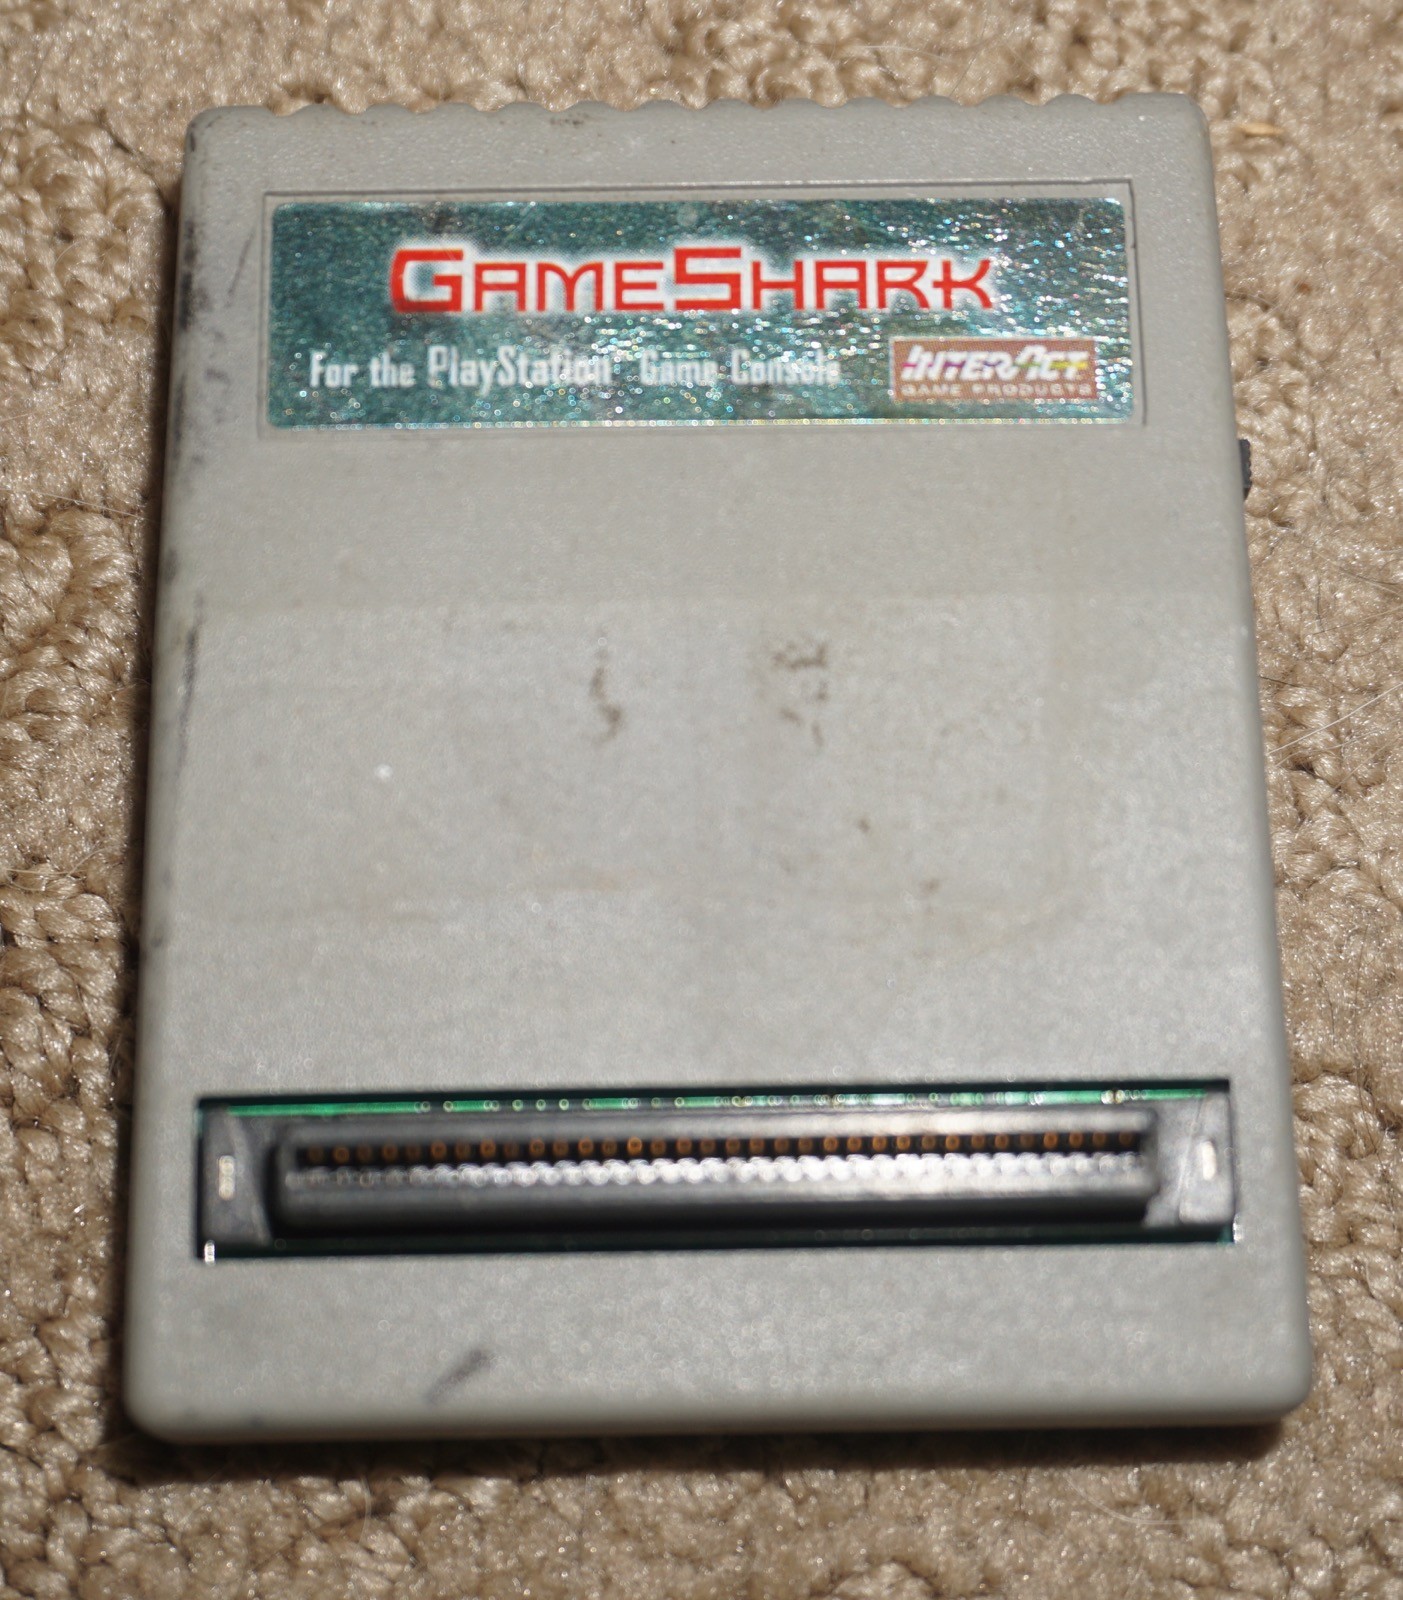 GAMESHARK
For the PlayStation Game Console
INTERACT
GAME PRODUCTS